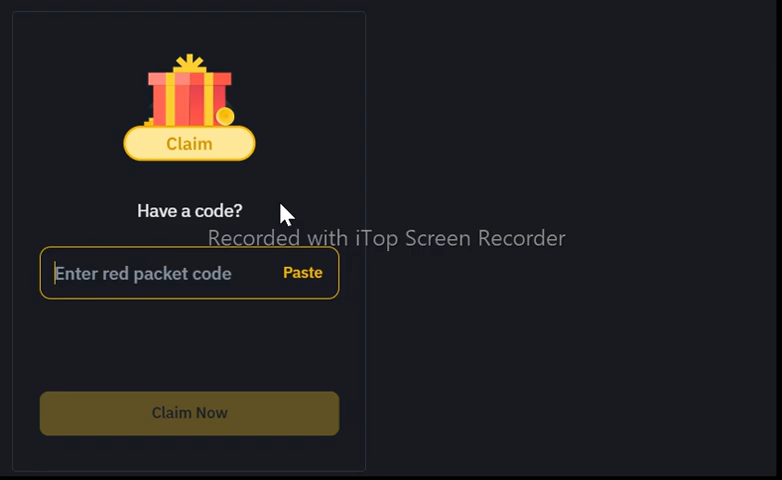 Claim
Have a code?
Recorded with iTop Screen Recorder
Enter red packet code
Paste
Claim Now